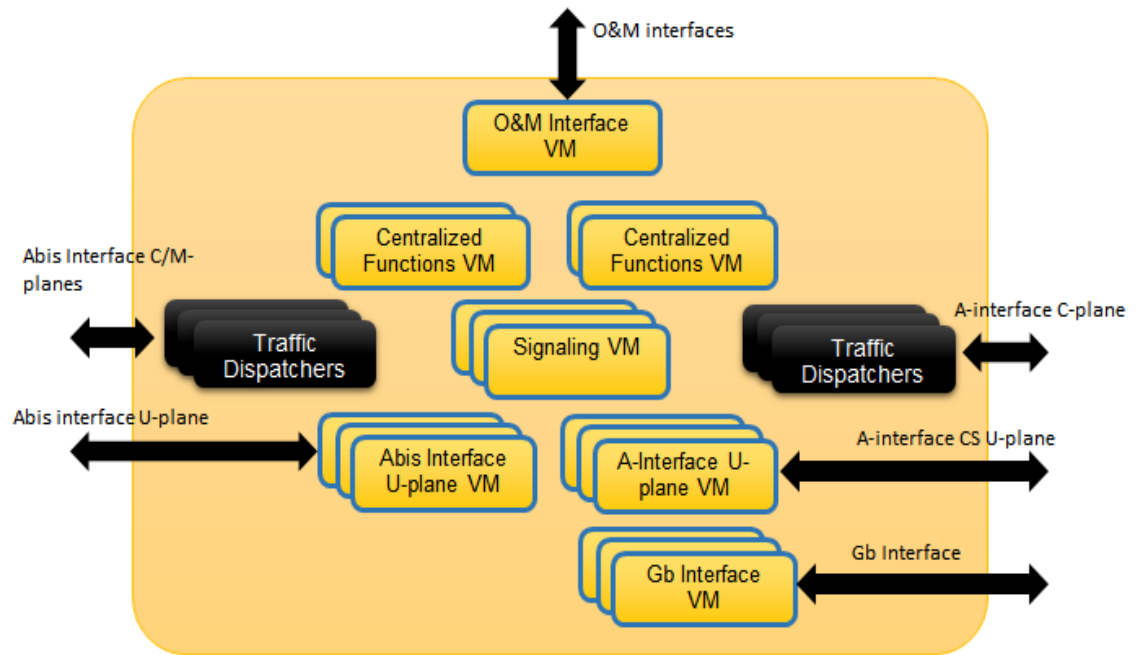 O&M interfaces
O&M Interface
VM
Centralized
Functions VM
Centralized
Functions VM
Abis Interface C/M-
planes
Traffic
Dispatchers
Signaling VM
Traffic
Dispatchers
A-interface C-plane
Abis interface U-plane
Abis Interface
U-plane VM
A-Interface U-
plane VM
A-interface CS U-plane
Gb Interface
VM
Gb Interface